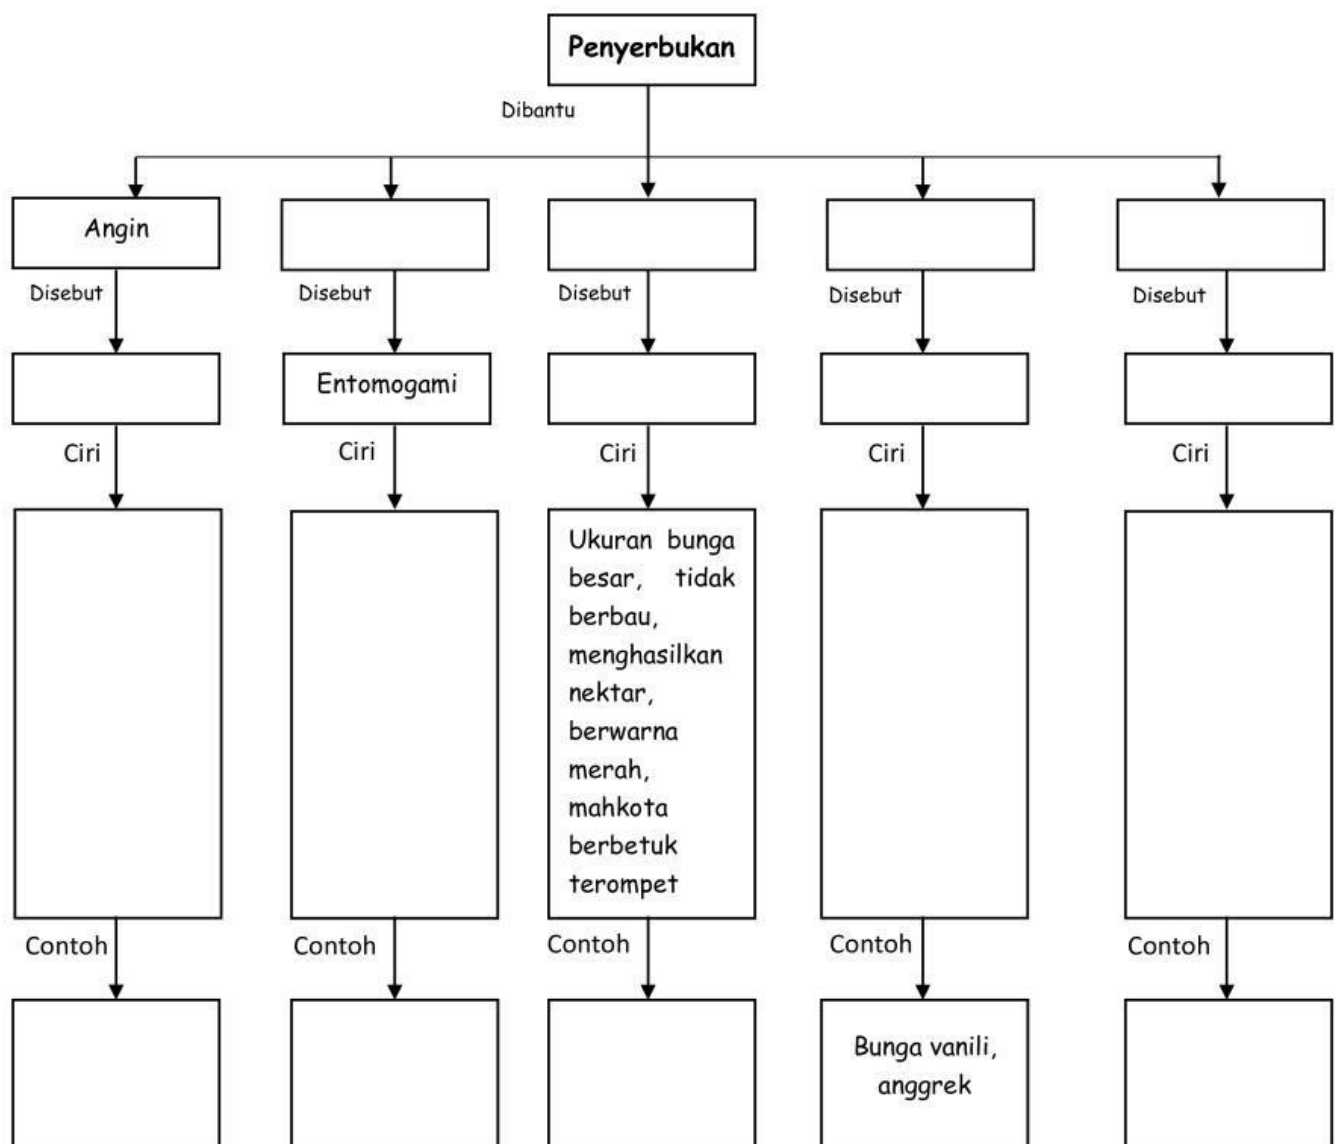 Penyerbukan
Dibantu
Angin
Disebut
Disebut
Disebut
Disebut
Disebut
Entomogami
Ciri
Ciri
Ciri
Ciri
Ciri
Ukuran bunga
besar, tidak
berbau,
menghasilkan
nektar,
berwarna
merah,
mahkota
berbetuk
terompet
Contoh
Contoh
Contoh
Contoh
Contoh
Bunga vanili,
anggrek